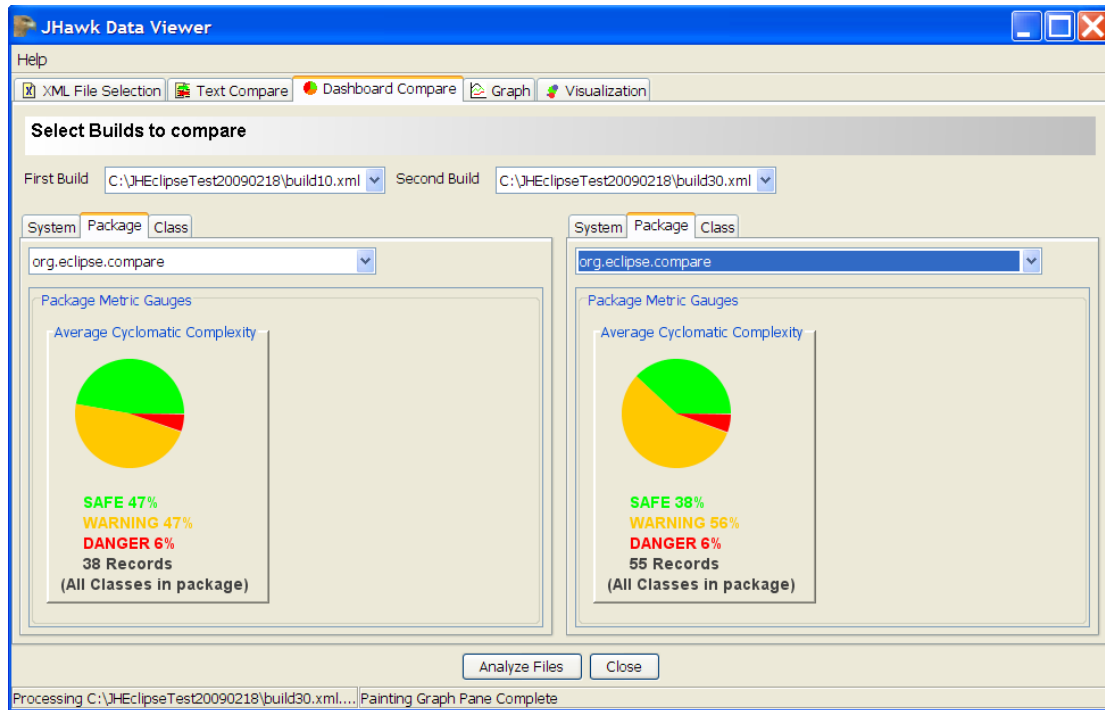 JHawk Data Viewer
Help
XML File Selection Text Compare Dashboard Compare Graph Visualization
Select Builds to compare
First Build C:\JHEclipseTest20090218\build10.xml Second Build C:\JHEclipseTest20090218\build30.xml
System Package Class
org.eclipse.compare
Package Metric Gauges
Average Cyclomatic Complexity
SAFE 47%
WARNING 47%
DANGER 6%
38 Records
(All Classes in package)
System Package Class
org.eclipse.compare
Package Metric Gauges
Average Cyclomatic Complexity
SAFE 38%
WARNING 56%
DANGER 6%
55 Records
(All Classes in package)
Analyze Files Close
Processing C:\JHEclipseTest20090218\build30.xml.... Painting Graph Pane Complete